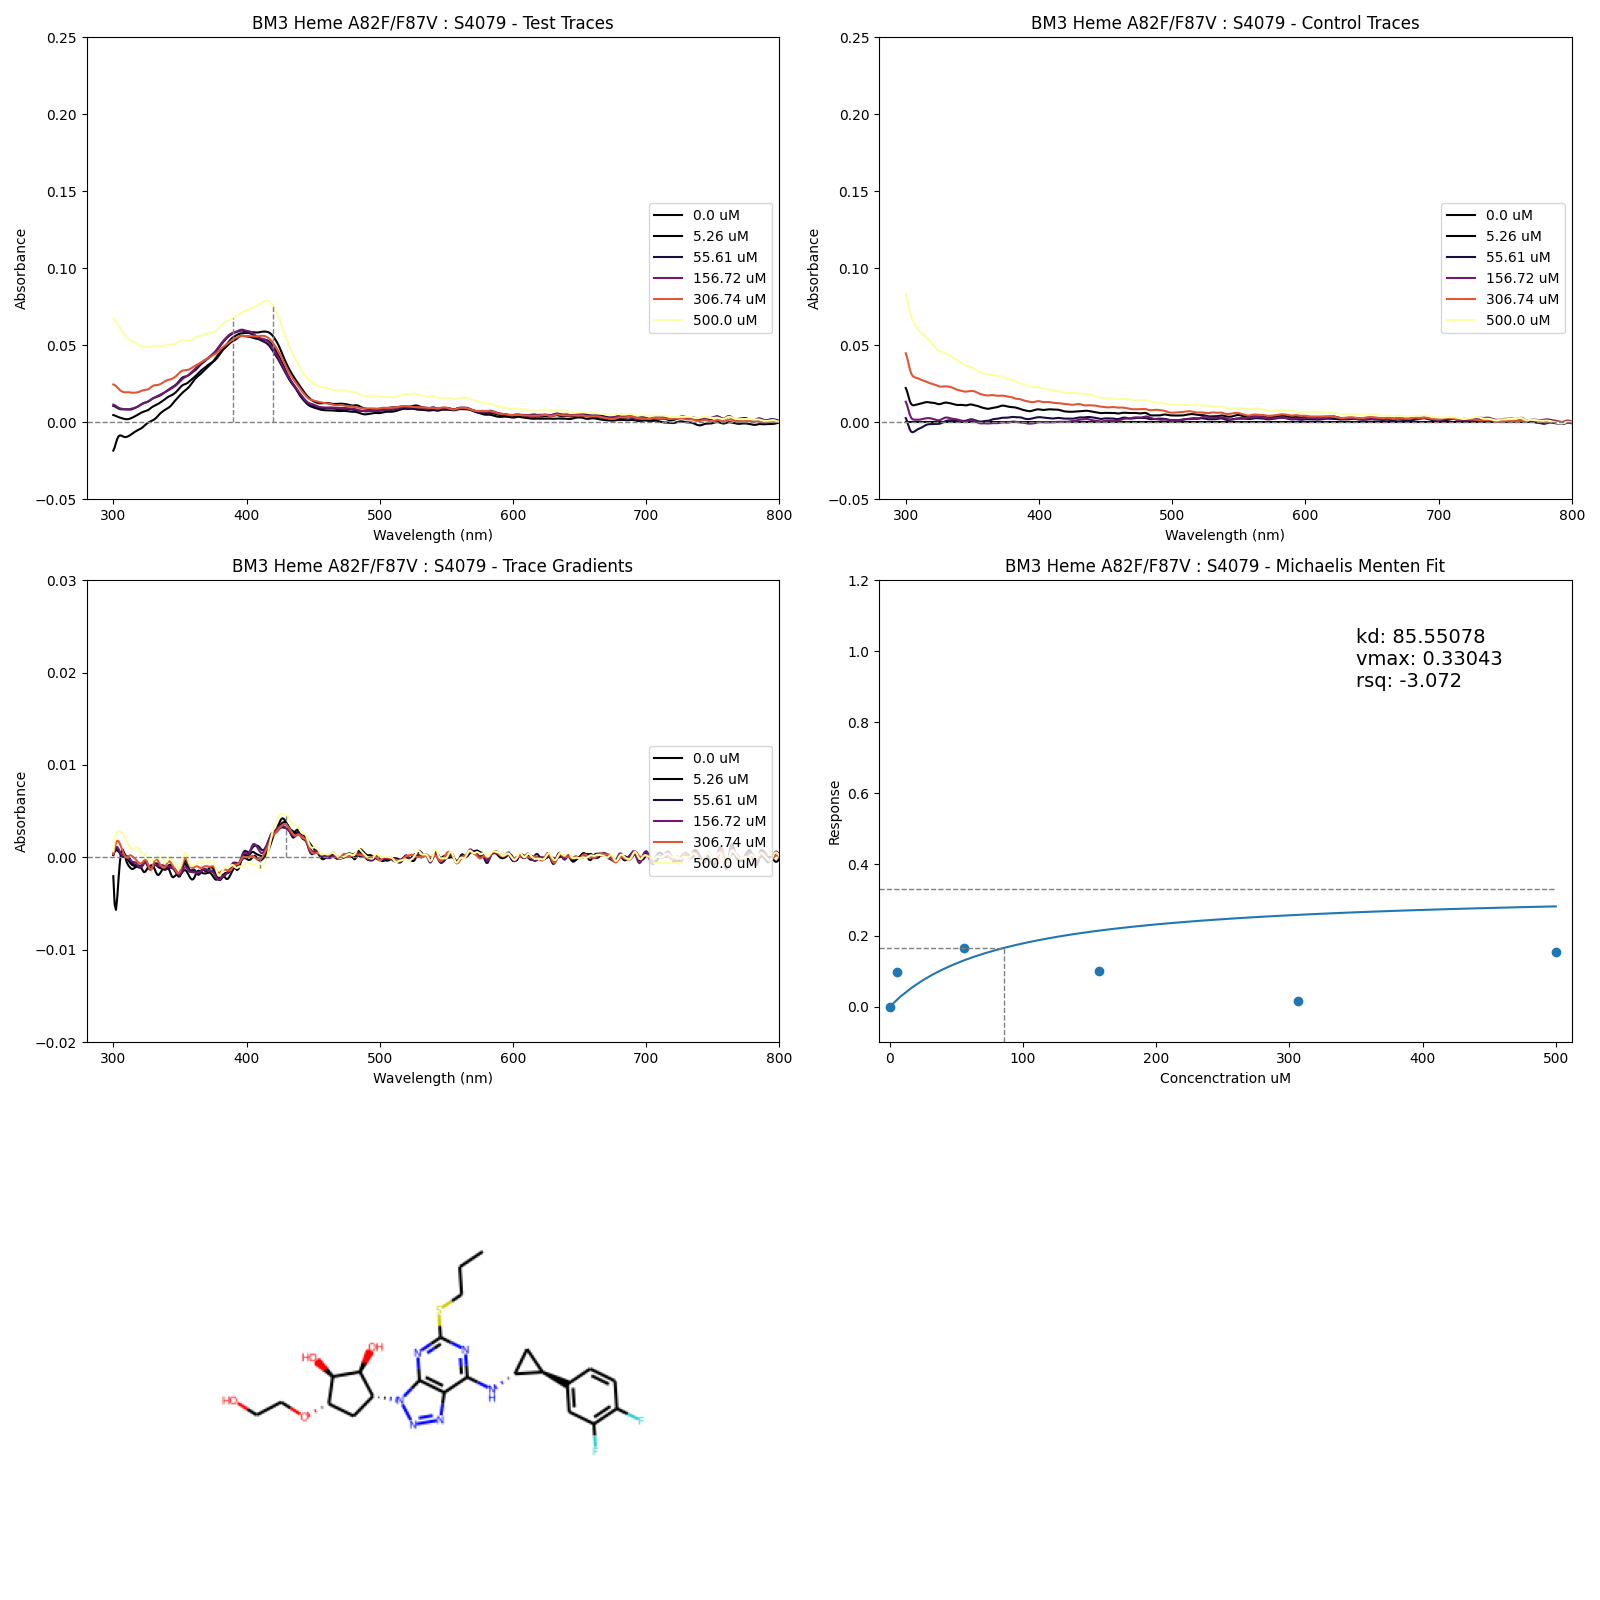 BM3 Heme A82F/F87V : S4079 - Test Traces
0.25
0.20
0.15
0.10
0.05
0.00
−0.05
Absorbance
300 400 500 600 700 800
Wavelength (nm)
0.0 uM
5.26 uM
55.61 uM
156.72 uM
306.74 uM
500.0 uM
BM3 Heme A82F/F87V : S4079 - Control Traces
0.25
0.20
0.15
0.10
0.05
0.00
−0.05
Absorbance
300 400 500 600 700 800
Wavelength (nm)
0.0 uM
5.26 uM
55.61 uM
156.72 uM
306.74 uM
500.0 uM
BM3 Heme A82F/F87V : S4079 - Trace Gradients
0.03
0.02
0.01
0.00
−0.01
−0.02
Absorbance
300 400 500 600 700 800
Wavelength (nm)
0.0 uM
5.26 uM
55.61 uM
156.72 uM
306.74 uM
500.0 uM
BM3 Heme A82F/F87V : S4079 - Michaelis Menten Fit
1.2
1.0
0.8
0.6
0.4
0.2
0.0
Response
0 100 200 300 400 500
Concenctration uM
kd: 85.55078
vmax: 0.33043
rsq: -3.072
S
HO OH
N N
HO O N N H
N N
F
F